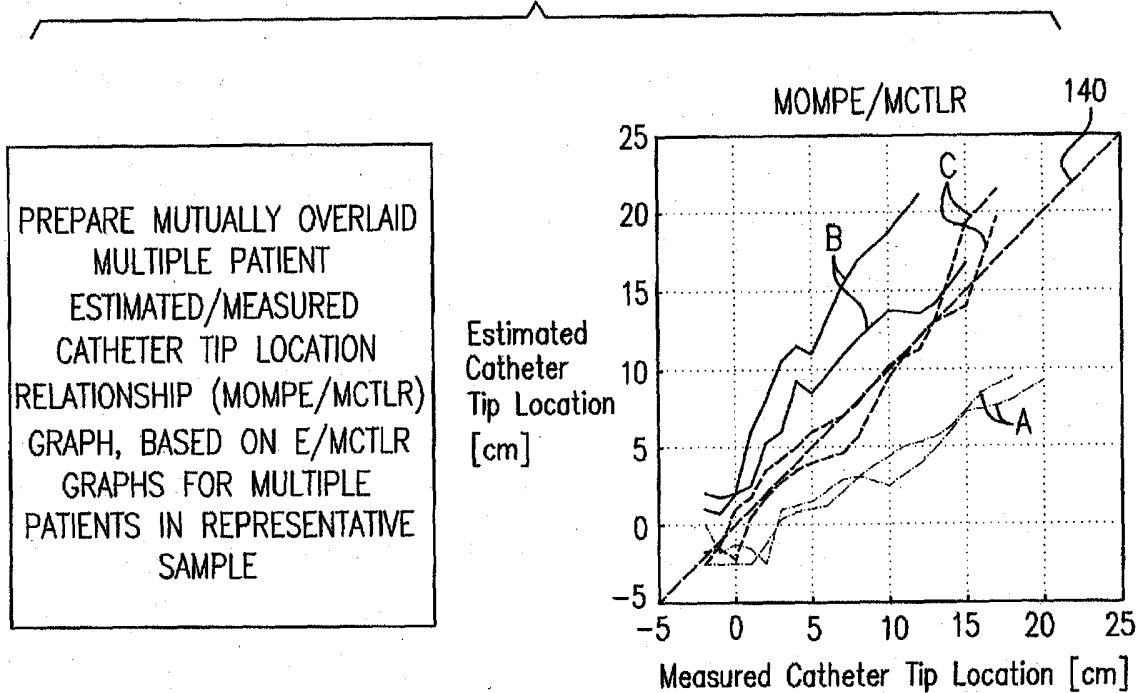 PREPARE MUTUALLY OVERLAID
MULTIPLE PATIENT
ESTIMATED/MEASURED
CATHETER TIP LOCATION
RELATIONSHIP (MOMPE/MCTLR)
GRAPH, BASED ON E/MCTLR
GRAPHS FOR MULTIPLE
PATIENTS IN REPRESENTATIVE
SAMPLE
MOMPE/MCTLR
140
25
20
15
10
5
0
-5
Estimated
Catheter
Tip Location
[cm]
B
C
A
-5 0 5 10 15 20 25
Measured Catheter Tip Location [cm]